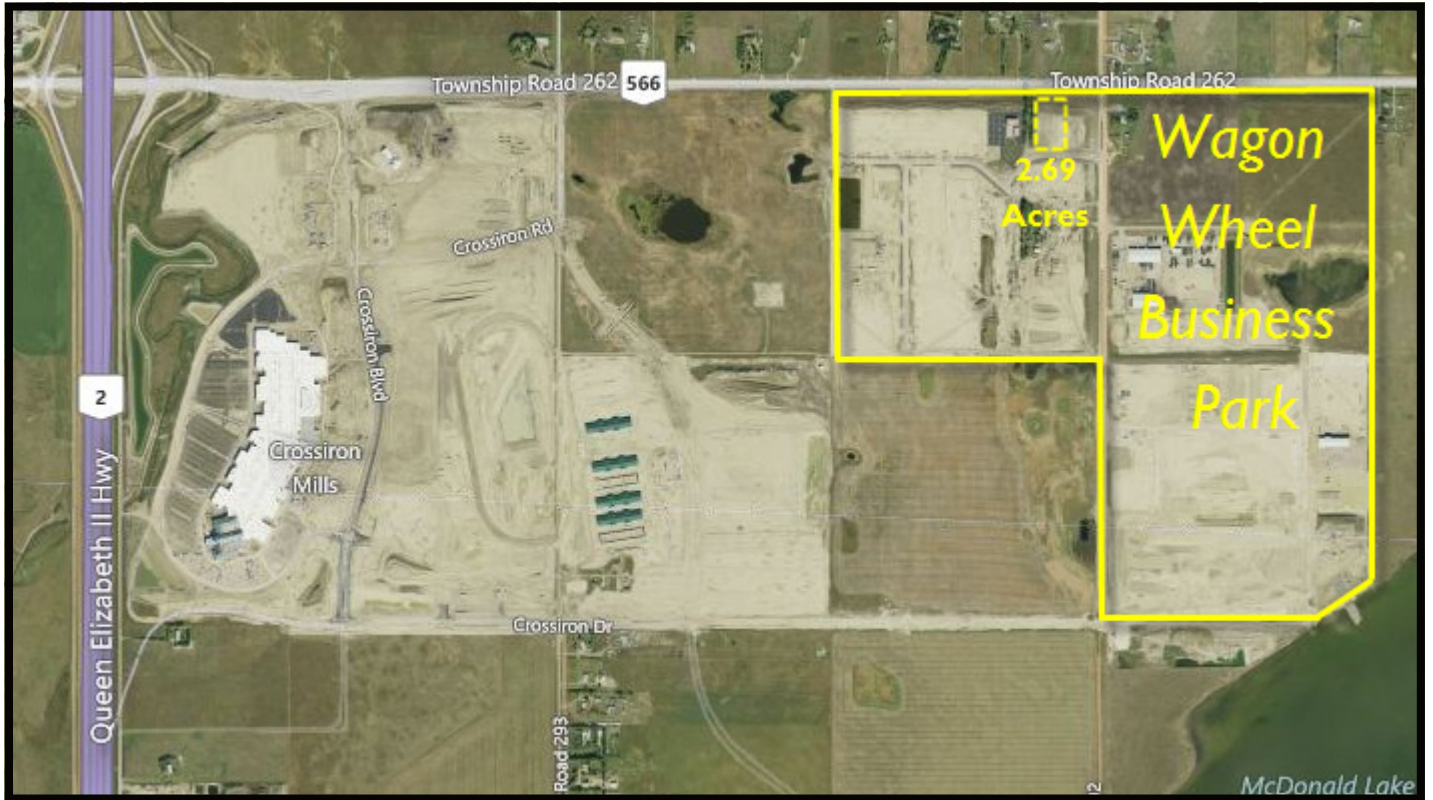 Township Road 262
566
Township Road 262
Wagon
Wheel
Business
Park
2.69
Acres
Crossiron Rd
Crossiron Blvd
2
Crossiron
Mills
Queen Elizabeth II Hwy
Crossiron Dr
Road 293
McDonald Lake